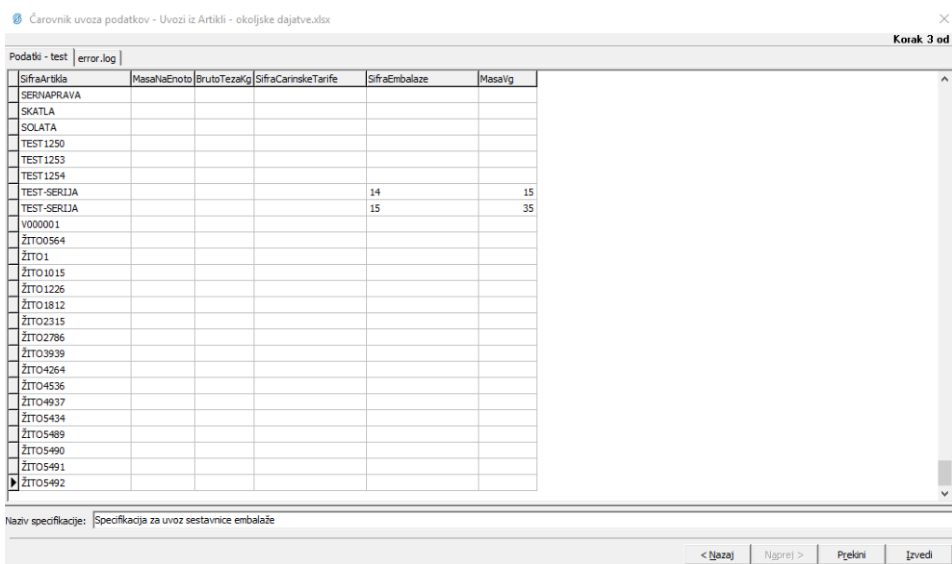 Čarovnik uvoza podatkov - Uvozi iz Artikli - okoljske dajatve.xlsx
Korak 3 od
Podatki - test error.log
SifraArtikla MasaNaEnoto BrutoTezaKg SifraCarinskeTarife SifraEmbalaze MasaVg
SERNAPRAVA
SKATLA
SOLATA
TEST1250
TEST1253
TEST1254
TEST-SERIJA 14 15
TEST-SERIJA 15 35
V000001
ŽITO0564
ŽITO1
ŽITO1015
ŽITO1226
ŽITO1812
ŽITO2315
ŽITO2786
ŽITO3939
ŽITO4264
ŽITO4536
ŽITO4937
ŽITO5434
ŽITO5489
ŽITO5490
ŽITO5491
ŽITO5492
Naziv specifikacije: Specifikacija za uvoz sestavnice embalaže
< Nazaj Naprej > Prekini Izvedi